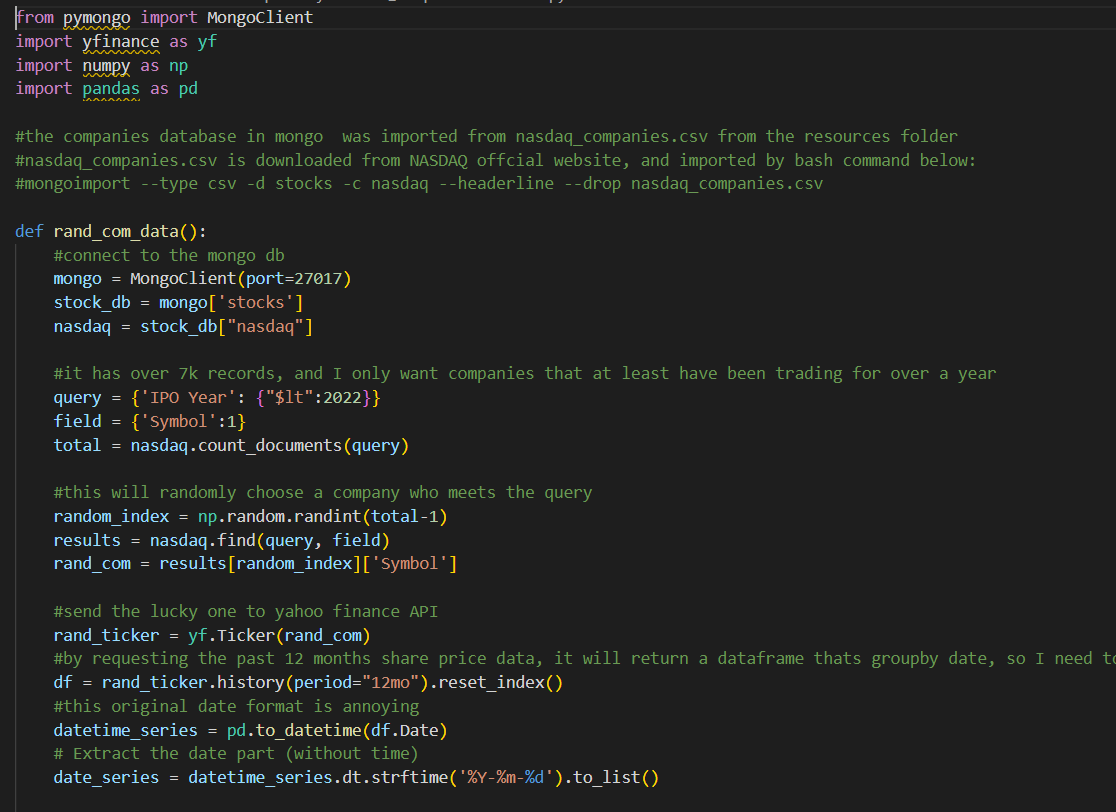 from pymongo import MongoClient
import yfinance as yf
import numpy as np
import pandas as pd
#the companies database in mongo  was imported from nasdaq_companies.csv from the resources folder
#nasdaq_companies.csv is downloaded from NASDAQ offcial website, and imported by bash command below:
#mongoimport --type csv -d stocks -c nasdaq --headerline --drop nasdaq_companies.csv
def rand_com_data():
    #connect to the mongo db
    mongo = MongoClient(port=27017)
    stock_db = mongo['stocks']
    nasdaq = stock_db["nasdaq"]
    #it has over 7k records, and I only want companies that at least have been trading for over a year
    query = {'IPO Year': {"$lt":2022}}
    field = {'Symbol':1}
    total = nasdaq.count_documents(query)
    #this will randomly choose a company who meets the query
    random_index = np.random.randint(total-1)
    results = nasdaq.find(query, field)
    rand_com = results[random_index]['Symbol']
    #send the lucky one to yahoo finance API
    rand_ticker = yf.Ticker(rand_com)
    #by requesting the past 12 months share price data, it will return a dataframe thats groupby date, so I need to
    df = rand_ticker.history(period="12mo").reset_index()
    #this original date format is annoying
    datetime_series = pd.to_datetime(df.Date)
    # Extract the date part (without time)
    date_series = datetime_series.dt.strftime('%Y-%m-%d').to_list()